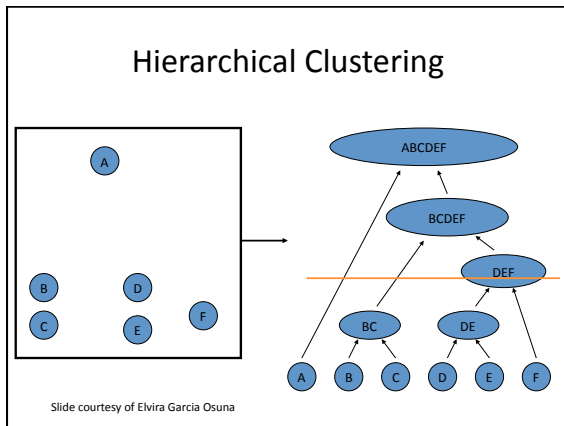 Hierarchical Clustering
A
B
D
C
E
F
ABCDEF
BCDEF
DEF
BC
DE
A
B
C
D
E
F
Slide courtesy of Elvira Garcia Osuna